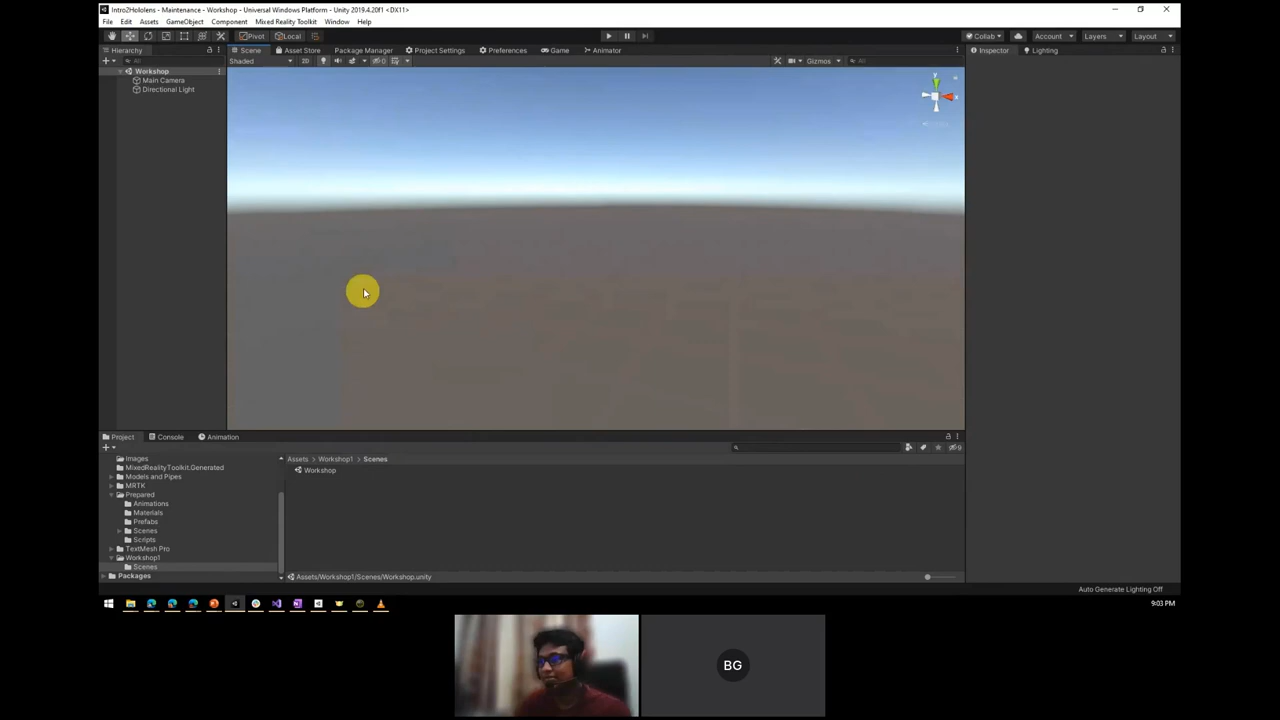 Intro2Hololens - Maintenance - Workshop - Universal Windows Platform - Unity 2019.4.20f1 <DX11>
File Edit Assets GameObject Component Mixed Reality Toolkit Window Help
Pivot Local Collab Account Layers Layout
Hierarchy Scene Asset Store Package Manager Project Settings Preferences Game Animator Inspector Lighting
All Shaded 2D 0 Gizmos All
Workshop
Main Camera
Directional Light
y
x
Project Console Animation
9
Images
MixedRealityToolkit.Generated
Models and Pipes
MRTK
Prepared
Animations
Materials
Prefabs
Scenes
Scripts
TextMesh Pro
Workshop1
Scenes
Packages
Assets > Workshop1 > Scenes
Workshop
Assets/Workshop1/Scenes/Workshop.unity
Auto Generate Lighting Off
9:03 PM
BG